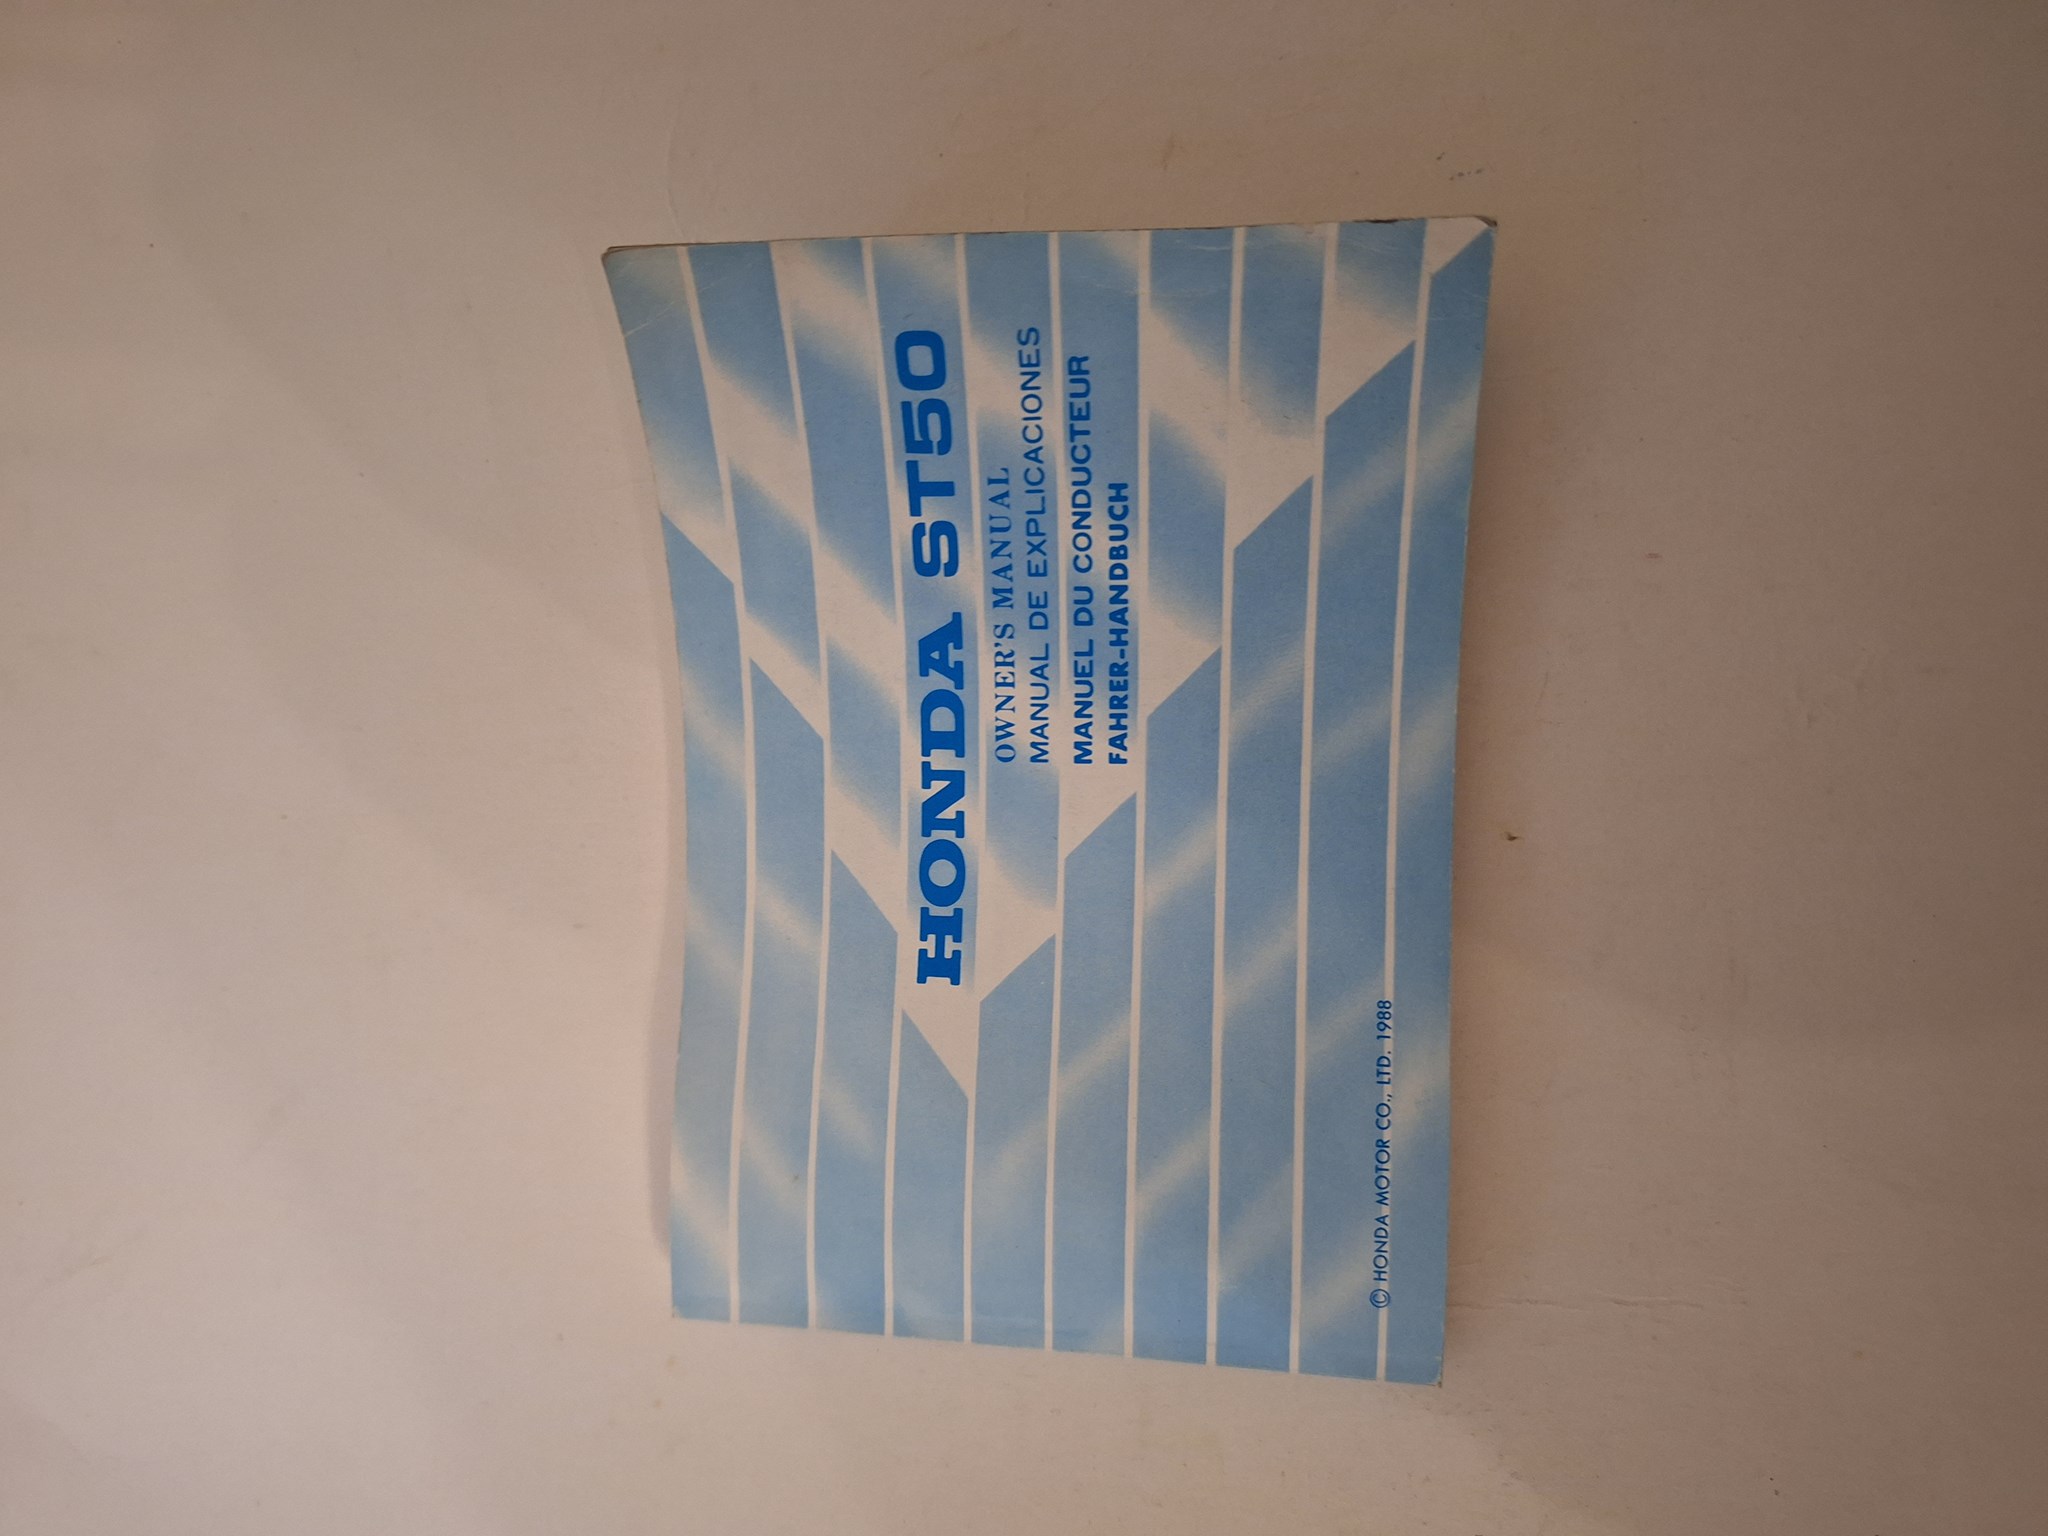 HONDA ST50
OWNER'S MANUAL
MANUAL DE EXPLICACIONES
MANUEL DU CONDUCTEUR
FAHRER-HANDBUCH
© HONDA MOTOR CO., LTD. 1988